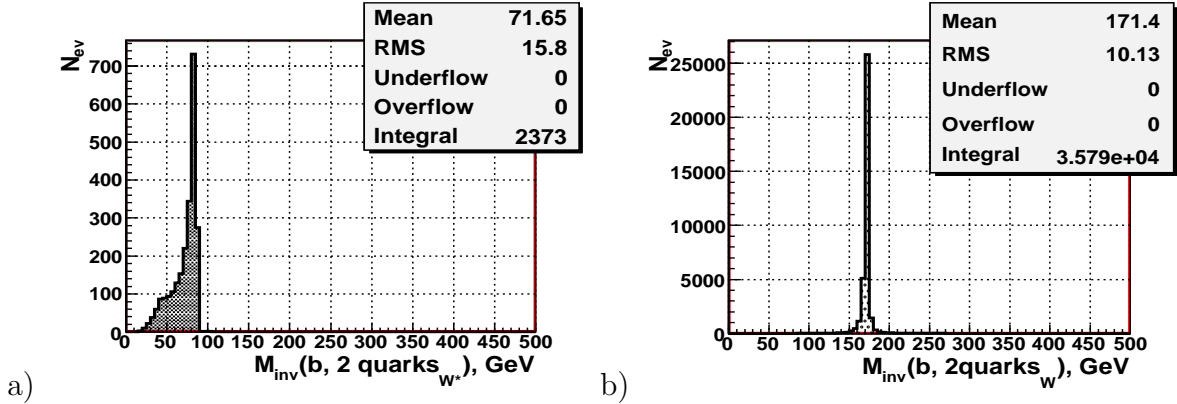 Mean 71.65
RMS 15.8
Underflow 0
Overflow 0
Integral 2373
N_ev
700
600
500
400
300
200
100
0
0 50 100 150 200 250 300 350 400 450 500
M_inv(b, 2 quarks_W*), GeV
a)
Mean 171.4
RMS 10.13
Underflow 0
Overflow 0
Integral 3.579e+04
N_ev
25000
20000
15000
10000
5000
0
0 50 100 150 200 250 300 350 400 450 500
M_inv(b, 2quarks_W), GeV
b)